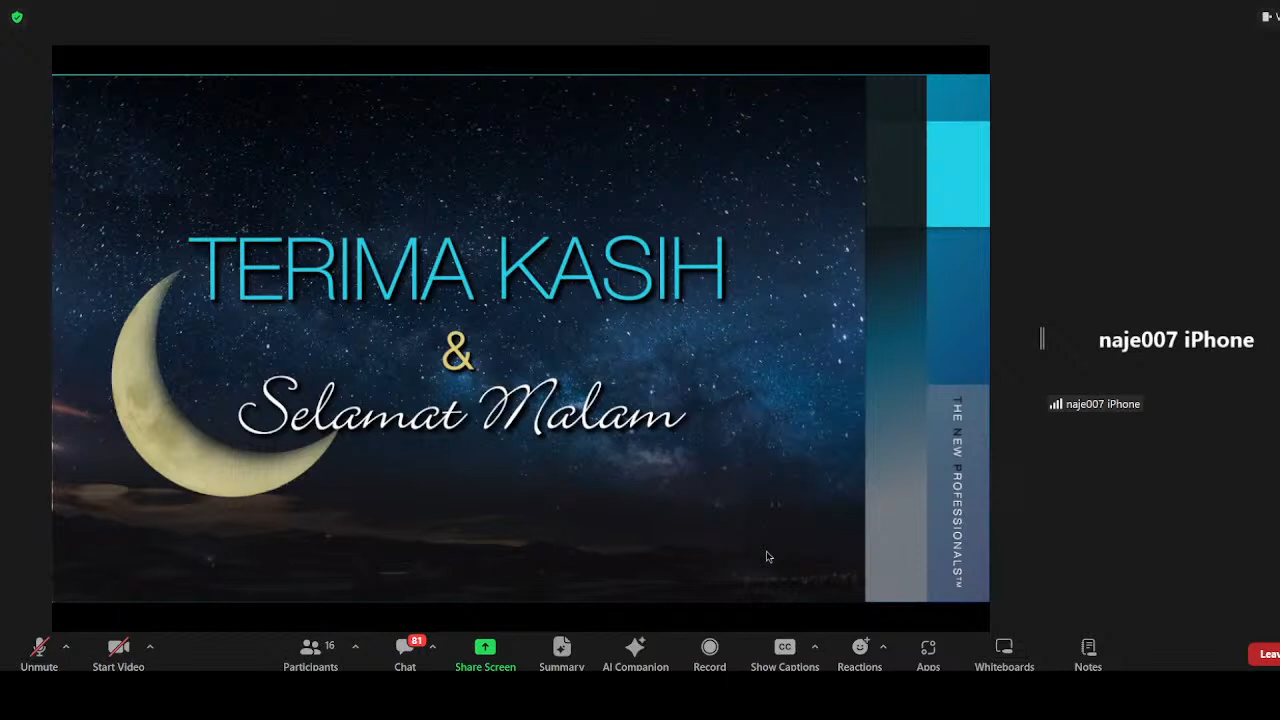 TERIMA KASIH
&
Selamat Malam
THE NEW PROFESSIONALS™
naje007 iPhone
naje007 iPhone
Unmute
Start Video
16
Participants
81
Chat
Share Screen
Summary
AI Companion
Record
CC
Show Captions
Reactions
Apps
Whiteboards
Notes
Leav